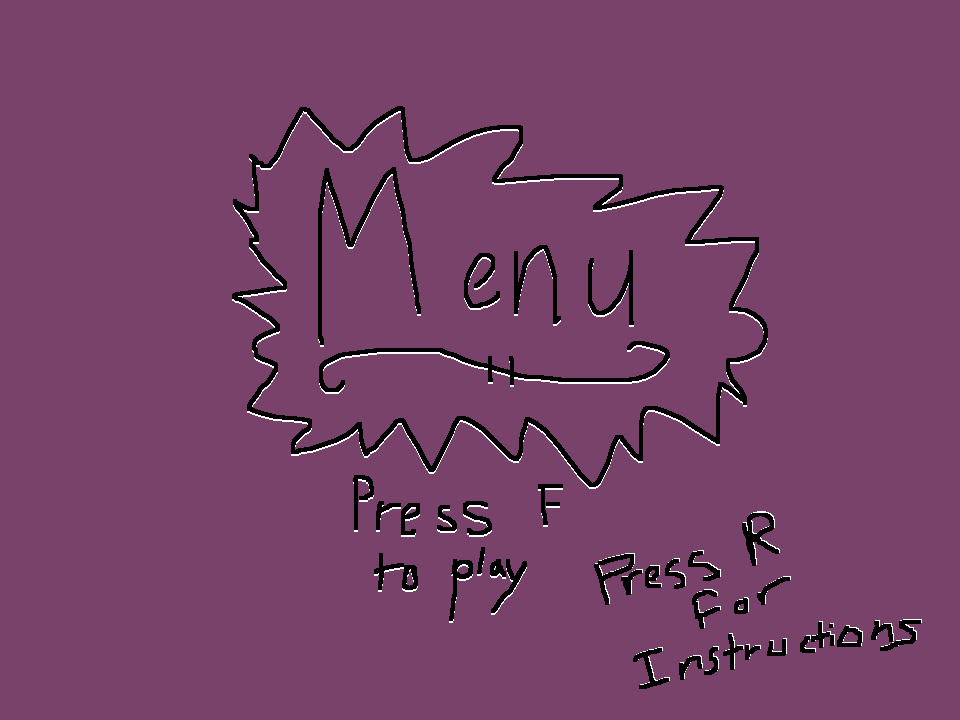 Menu
Press F
to play
Press R
For
Instructions